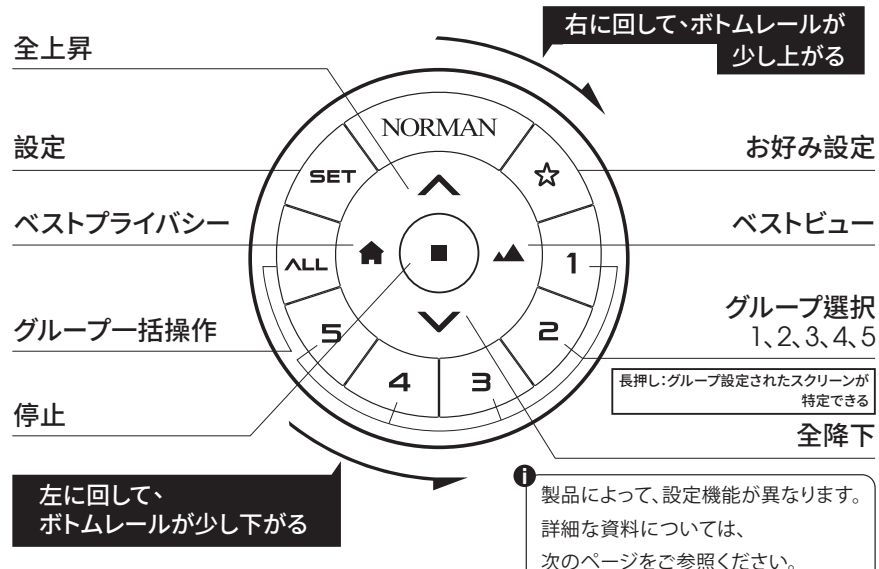 右に回して、ボトムレールが
少し上がる
全上昇
設定
ベストプライバシー
グループ一括操作
停止
左に回して、
ボトムレールが少し下がる
NORMAN
SET
ALL
5
4
3
2
1
お好み設定
ベストビュー
グループ選択
1、2、3、4、5
長押し：グループ設定されたスクリーンが
特定できる
全降下
i
製品によって、設定機能が異なります。
詳細な資料については、
次のページをご参照ください。